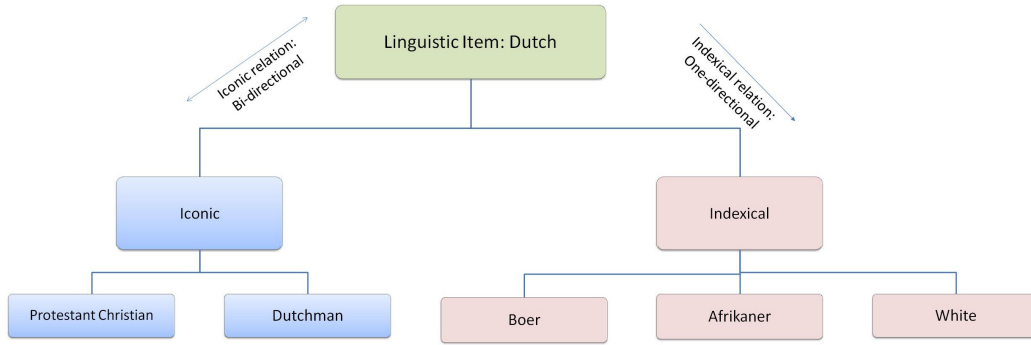 Linguistic Item: Dutch
Iconic relation:
Bi-directional
Indexical relation:
One-directional
Iconic
Indexical
Protestant Christian
Dutchman
Boer
Afrikaner
White